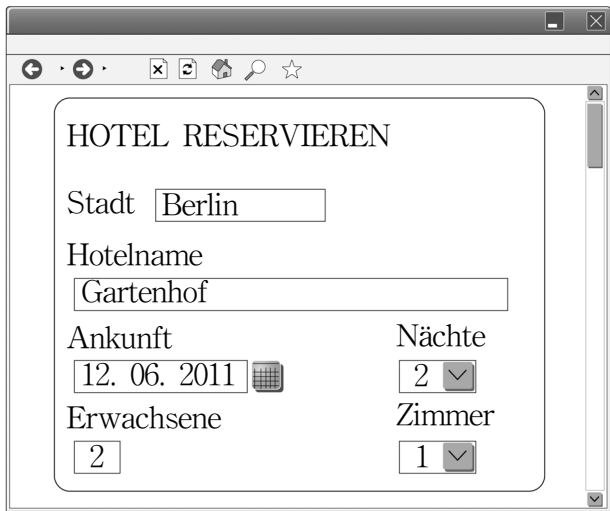 HOTEL RESERVIEREN
Stadt Berlin
Hotelname
Gartenhof
Ankunft Nächte
12. 06. 2011 2
Erwachsene Zimmer
2 1